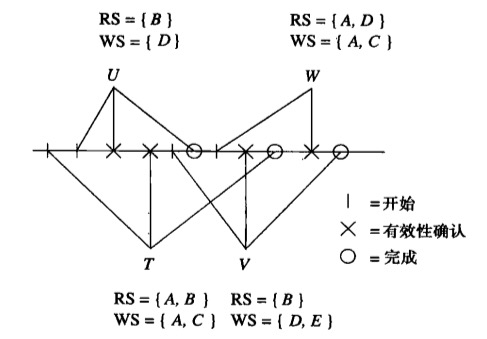 RS = { B }
WS = { D }
RS = { A, D }
WS = { A, C }
U
W
| =开始
× =有效性确认
○ =完成
T
V
RS = { A, B }
WS = { A, C }
RS = { B }
WS = { D, E }